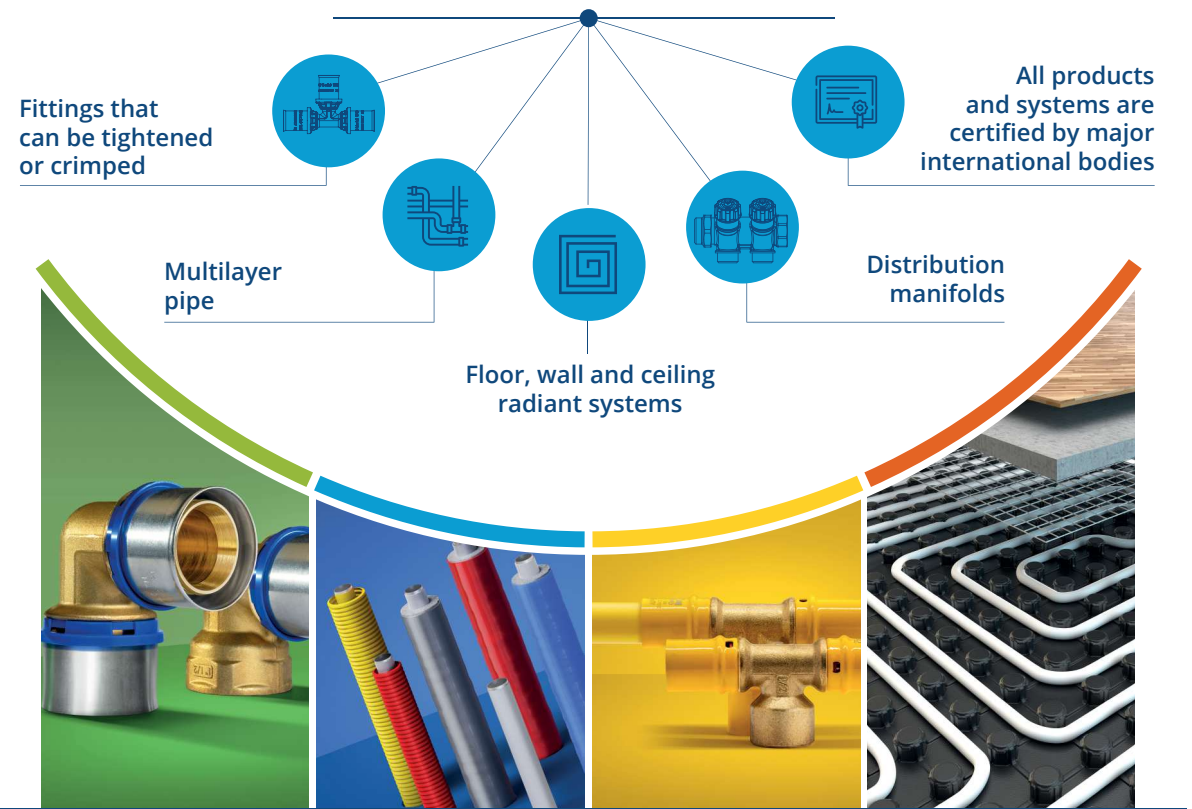 Fittings that
can be tightened
or crimped
Multilayer
pipe
Floor, wall and ceiling
radiant systems
Distribution
manifolds
All products
and systems are
certified by major
international bodies